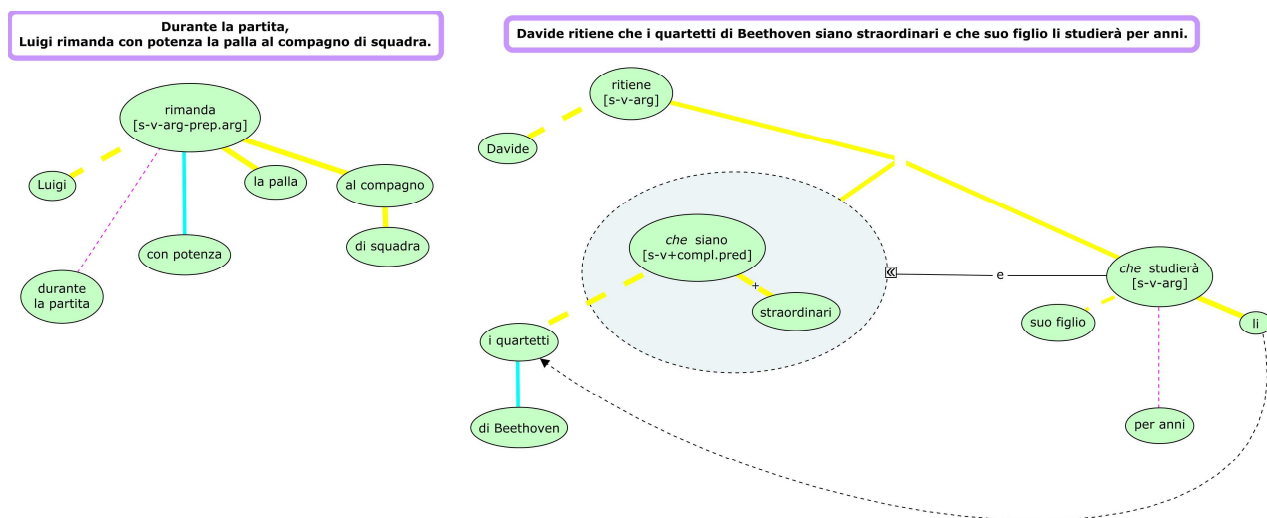 Durante la partita,
Luigi rimanda con potenza la palla al compagno di squadra.
rimanda
[s-v-arg-prep.arg]
Luigi
la palla
al compagno
di squadra
con potenza
durante
la partita
Davide ritiene che i quartetti di Beethoven siano straordinari e che suo figlio li studierà per anni.
ritiene
[s-v-arg]
Davide
che siano
[s-v+compl.pred]
+
straordinari
i quartetti
di Beethoven
e
che studierà
[s-v-arg]
suo figlio
li
per anni